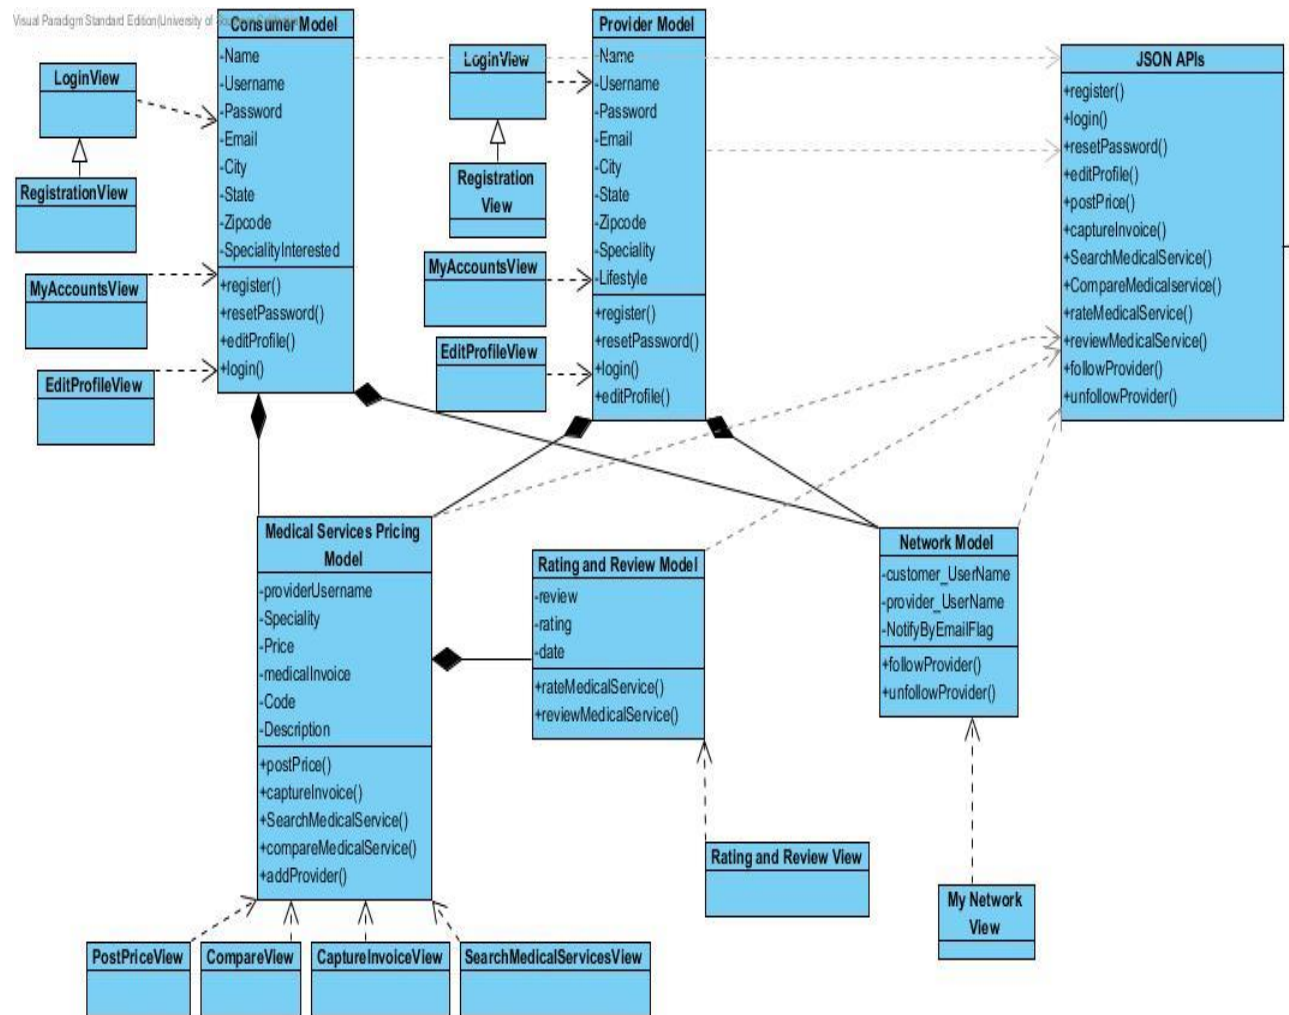 Visual Paradigm Standard Edition(University of
Consumer Model
-Name
-Username
-Password
-Email
-City
-State
-Zipcode
-SpecialityInterested
+register()
+resetPassword()
+editProfile()
+login()
LoginView
RegistrationView
MyAccountsView
EditProfileView
Provider Model
-Name
-Username
-Password
-Email
-City
-State
-Zipcode
-Speciality
-Lifestyle
+register()
+resetPassword()
+login()
+editProfile()
LoginView
Registration
View
MyAccountsView
EditProfileView
JSON APIs
+register()
+login()
+resetPassword()
+editProfile()
+postPrice()
+captureInvoice()
+SearchMedicalService()
+CompareMedicalservice()
+rateMedicalService()
+reviewMedicalService()
+followProvider()
+unfollowProvider()
Medical Services Pricing
Model
-providerUsername
-Speciality
-Price
-medicalInvoice
-Code
-Description
+postPrice()
+captureInvoice()
+SearchMedicalService()
+compareMedicalService()
+addProvider()
Rating and Review Model
-review
-rating
-date
+rateMedicalService()
+reviewMedicalService()
Network Model
-customer_UserName
-provider_UserName
-NotifyByEmailFlag
+followProvider()
+unfollowProvider()
Rating and Review View
My Network
View
PostPriceView
CompareView
CaptureInvoiceView
SearchMedicalServicesView